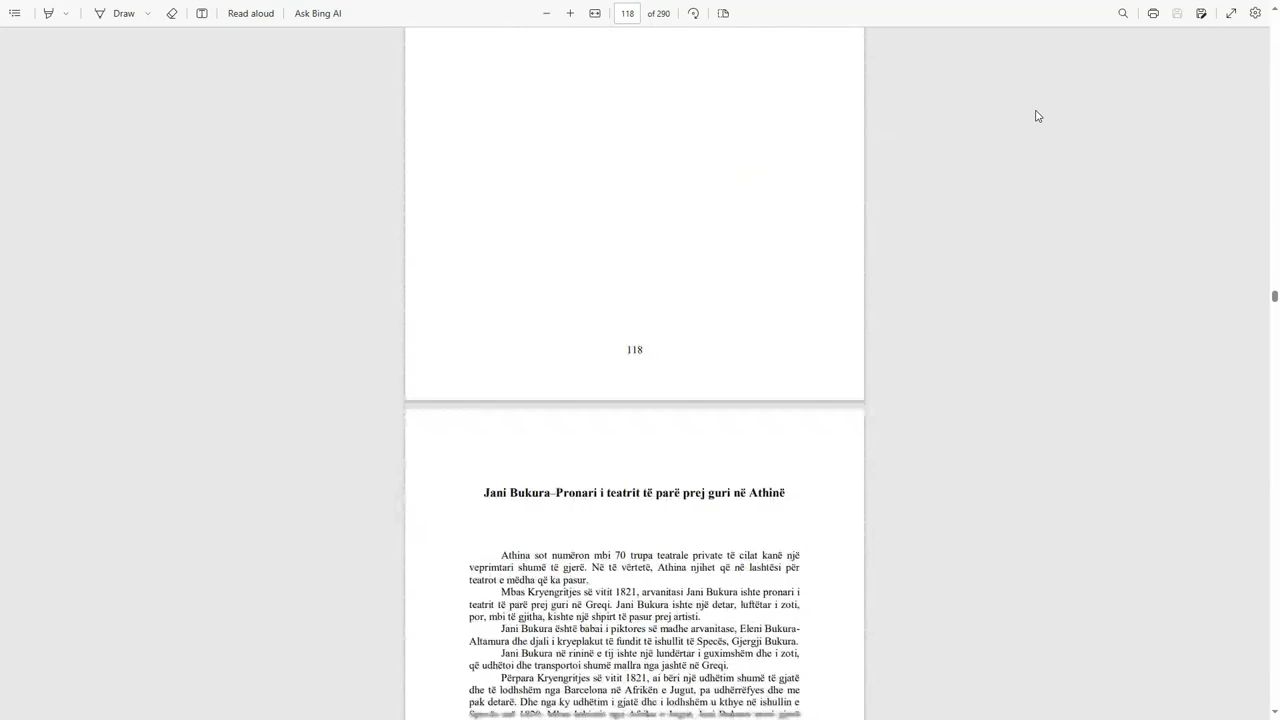 Draw
Read aloud
Ask Bing AI
118 of 290
118
Jani Bukura–Pronari i teatrit të parë prej guri në Athinë
Athina sot numëron mbi 70 trupa teatrale private të cilat kanë një
veprimtari shumë të gjerë. Në të vërtetë, Athina njihet që në lashtësi për
teatrot e mëdha që ka pasur.
Mbas Kryengritjes së vitit 1821, arvanitasi Jani Bukura ishte pronari i
teatrit të parë prej guri në Greqi. Jani Bukura ishte një detar, luftëtar i zoti,
por, mbi të gjitha, kishte një shpirt të pasur prej artisti.
Jani Bukura është babai i piktores së madhe arvanitase, Eleni Bukura-
Altamura dhe djali i kryeplakut të fundit të ishullit të Specës, Gjergji Bukura.
Jani Bukura në rininë e tij ishte një lundërtar i guximshëm dhe i zoti,
që udhëtoi dhe transportoi shumë mallra nga jashtë në Greqi.
Përpara Kryengritjes së vitit 1821, ai bëri një udhëtim shumë të gjatë
dhe të lodhshëm nga Barcelona në Afrikën e Jugut, pa udhërrëfyes dhe me
pak detarë. Dhe nga ky udhëtim i gjatë dhe i lodhshëm u kthye në ishullin e